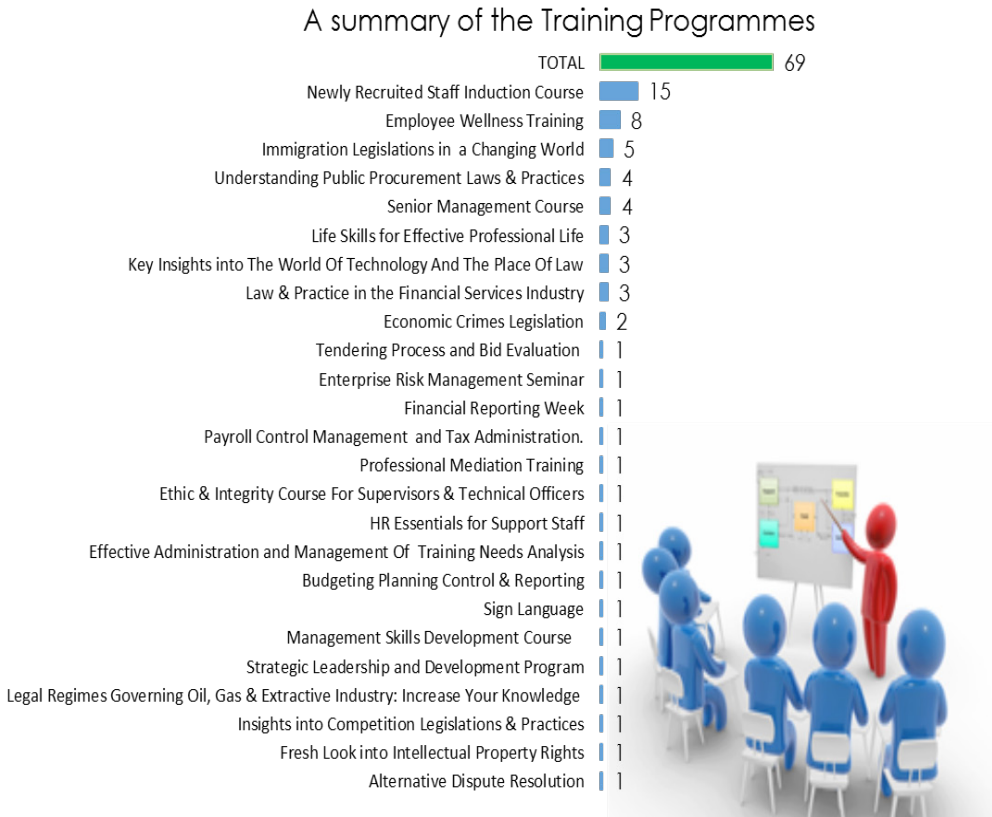 A summary of the Training Programmes
TOTAL 69
Newly Recruited Staff Induction Course 15
Employee Wellness Training 8
Immigration Legislations in a Changing World 5
Understanding Public Procurement Laws & Practices 4
Senior Management Course 4
Life Skills for Effective Professional Life 3
Key Insights into The World Of Technology And The Place Of Law 3
Law & Practice in the Financial Services Industry 3
Economic Crimes Legislation 2
Tendering Process and Bid Evaluation 1
Enterprise Risk Management Seminar 1
Financial Reporting Week 1
Payroll Control Management and Tax Administration. 1
Professional Mediation Training 1
Ethic & Integrity Course For Supervisors & Technical Officers 1
HR Essentials for Support Staff 1
Effective Administration and Management Of Training Needs Analysis 1
Budgeting Planning Control & Reporting 1
Sign Language 1
Management Skills Development Course 1
Strategic Leadership and Development Program 1
Legal Regimes Governing Oil, Gas & Extractive Industry: Increase Your Knowledge 1
Insights into Competition Legislations & Practices 1
Fresh Look into Intellectual Property Rights 1
Alternative Dispute Resolution 1